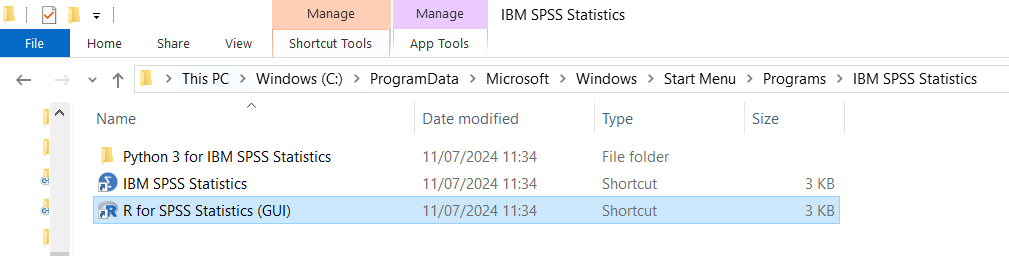 Manage Manage IBM SPSS Statistics
File Home Share View Shortcut Tools App Tools
This PC Windows (C:) ProgramData Microsoft Windows Start Menu Programs IBM SPSS Statistics
Name Date modified Type Size
Python 3 for IBM SPSS Statistics 11/07/2024 11:34 File folder
IBM SPSS Statistics 11/07/2024 11:34 Shortcut 3 KB
R for SPSS Statistics (GUI) 11/07/2024 11:34 Shortcut 3 KB